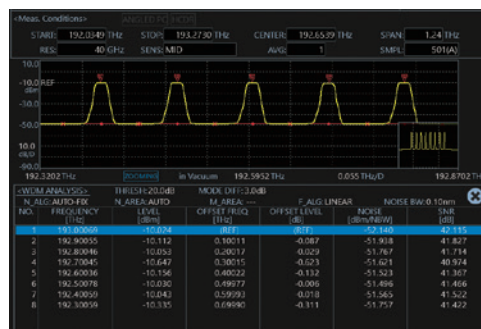 <Meas. Conditions> ANGLED PC HCDR
START: 192.0349 THz STOP: 193.2730 THz CENTER: 192.6539 THz SPAN: 1.24 THz
RES: 40 GHz SENS: MID AVG: 1 SMPL: 501(A)
10.0
-10.0 REF
dBm
-30.0
-50.0
10.0
dB/D
-90.0
192.3202 THz ZOOMING in Vacuum 192.5952 THz 0.055 THz/D 192.8702 TH
<WDM ANALYSIS> THRESH:20.0dB MODE DIFF:3.0dB
N_ALG:AUTO-FIX N_AREA:AUTO M_AREA: --- F_ALG:LINEAR NOISE BW:0.10nm
NO. FREQUENCY LEVEL OFFSET FREQ OFFSET LEVEL NOISE SNR
[THz] [dBm] [THz] [dB] [dBm/NBW] [dB]
1 193.00069 -10.024 (REF) (REF) -52.140 42.115
2 192.90055 -10.112 0.10011 -0.087 -51.938 41.827
3 192.80046 -10.053 0.20017 -0.029 -51.767 41.714
4 192.70045 -10.647 0.30015 -0.623 -51.621 40.974
5 192.60036 -10.156 0.40022 -0.132 -51.523 41.367
6 192.50078 -10.030 0.49977 -0.006 -51.496 41.466
7 192.40059 -10.043 0.59993 -0.018 -51.565 41.522
8 192.30059 -10.335 0.69990 -0.311 -51.757 41.422